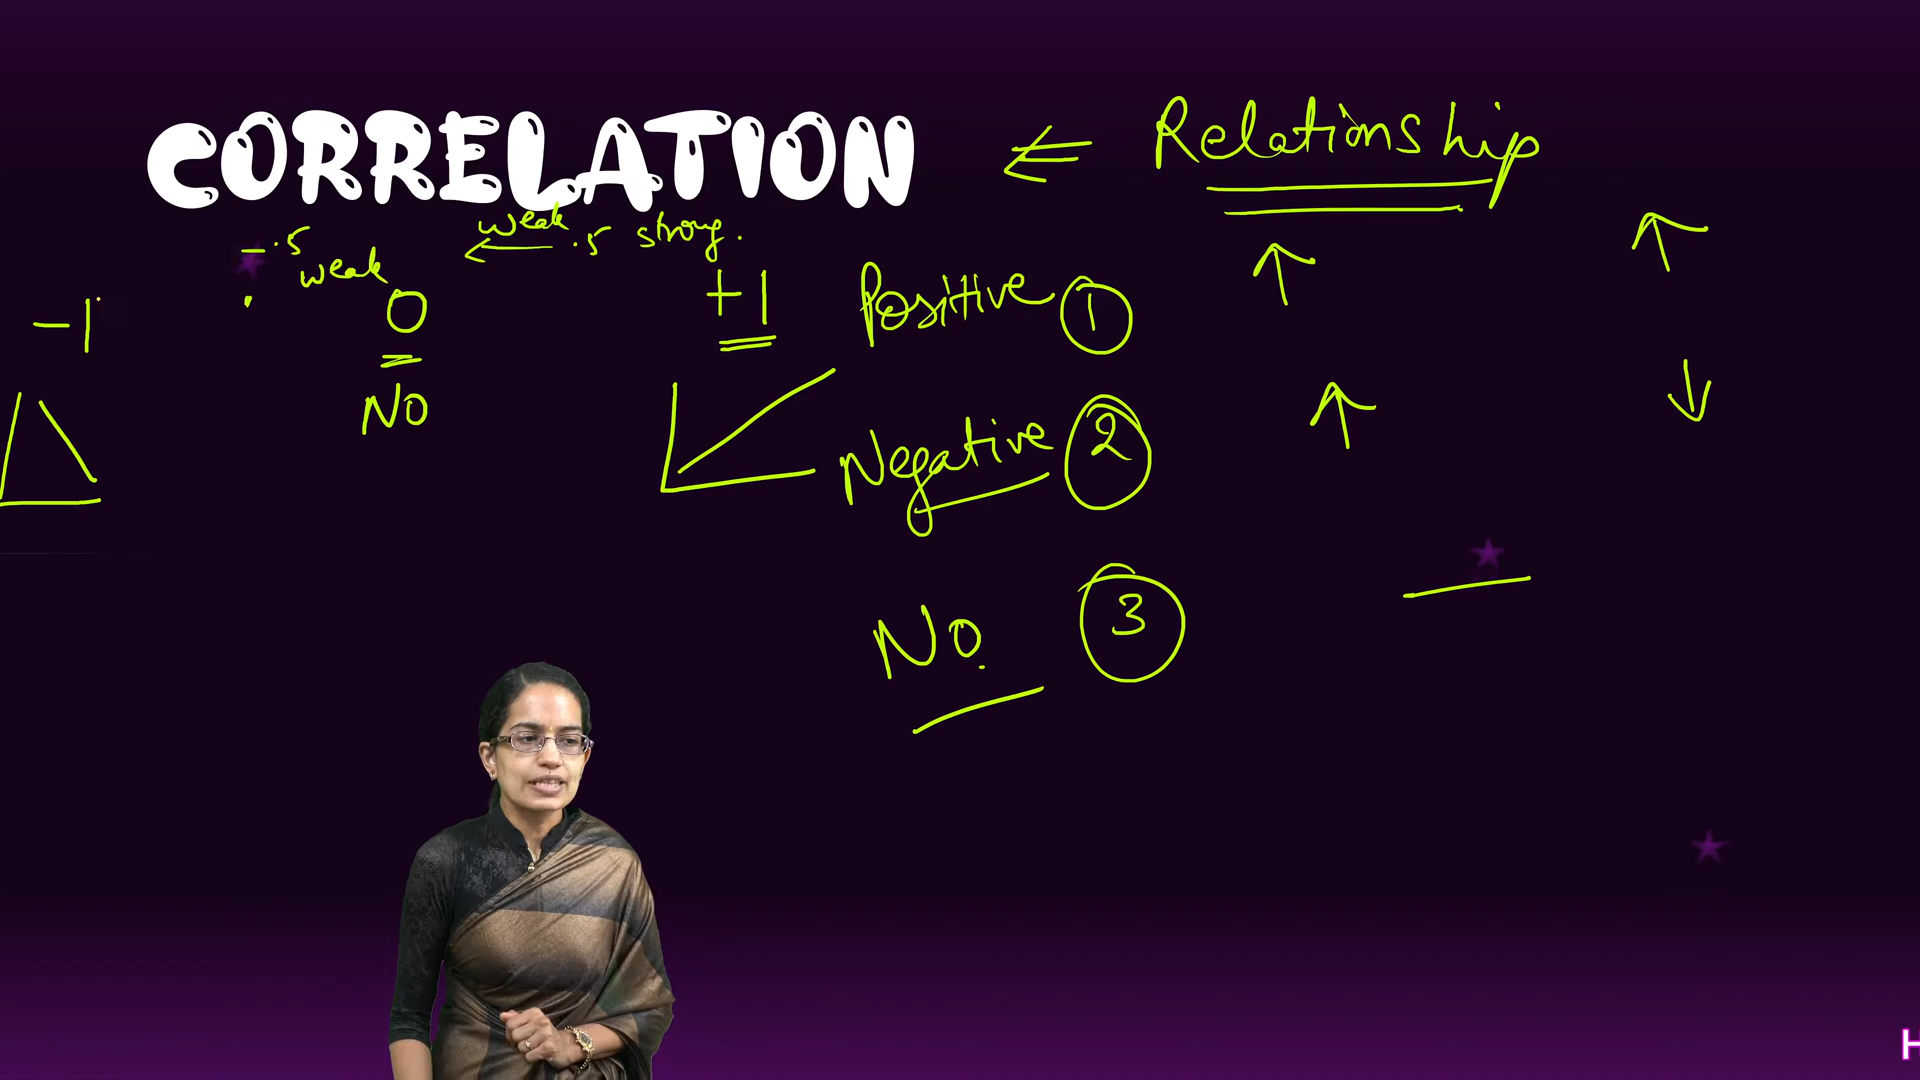 CORRELATION ← Relationship
-.5 weak ← weak .5 strong.
-1 0 +1 Positive 1 ↑ ↑
NO
Negative 2 ↑ ↓
No. 3
H